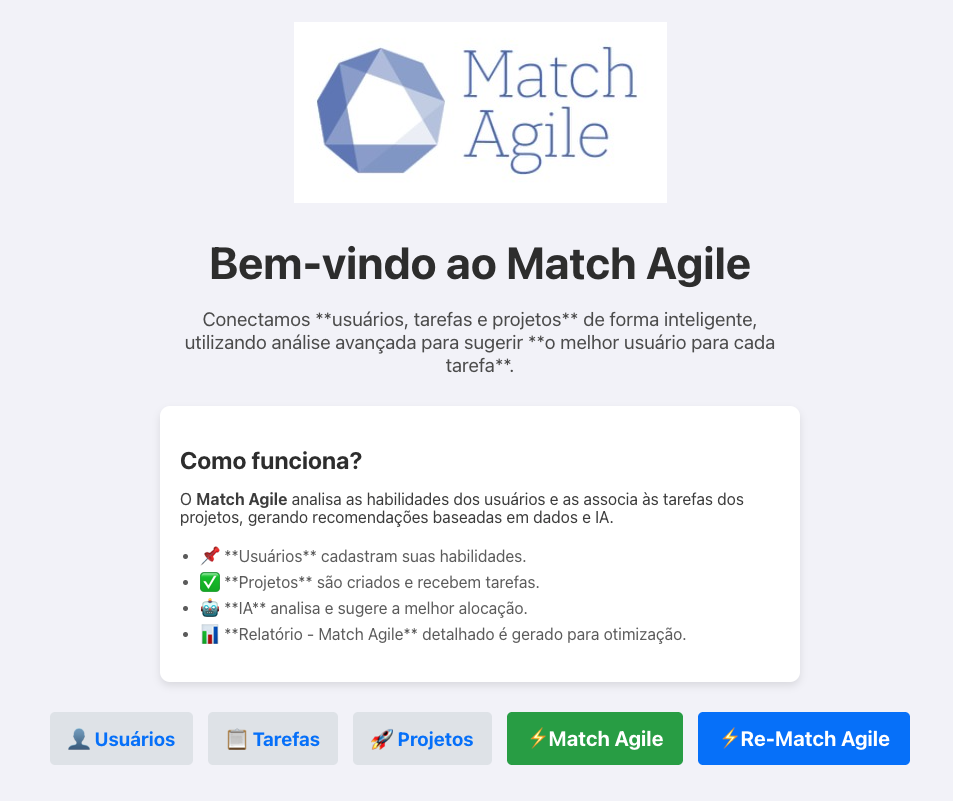 Match
Agile
Bem-vindo ao Match Agile
Conectamos **usuários, tarefas e projetos** de forma inteligente,
utilizando análise avançada para sugerir **o melhor usuário para cada
tarefa**.
Como funciona?
O Match Agile analisa as habilidades dos usuários e as associa às tarefas dos
projetos, gerando recomendações baseadas em dados e IA.
• 📌 **Usuários** cadastram suas habilidades.
• ✅ **Projetos** são criados e recebem tarefas.
• 🤖 **IA** analisa e sugere a melhor alocação.
• 📊 **Relatório - Match Agile** detalhado é gerado para otimização.
👤 Usuários
📋 Tarefas
🚀 Projetos
⚡Match Agile
⚡Re-Match Agile